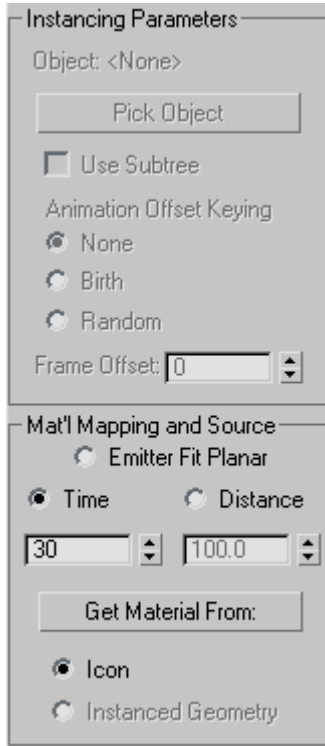 Instancing Parameters
Object: <None>
Pick Object
Use Subtree
Animation Offset Keying
None
Birth
Random
Frame Offset: 0
Mat'l Mapping and Source
Emitter Fit Planar
Time Distance
30 100.0
Get Material From:
Icon
Instanced Geometry